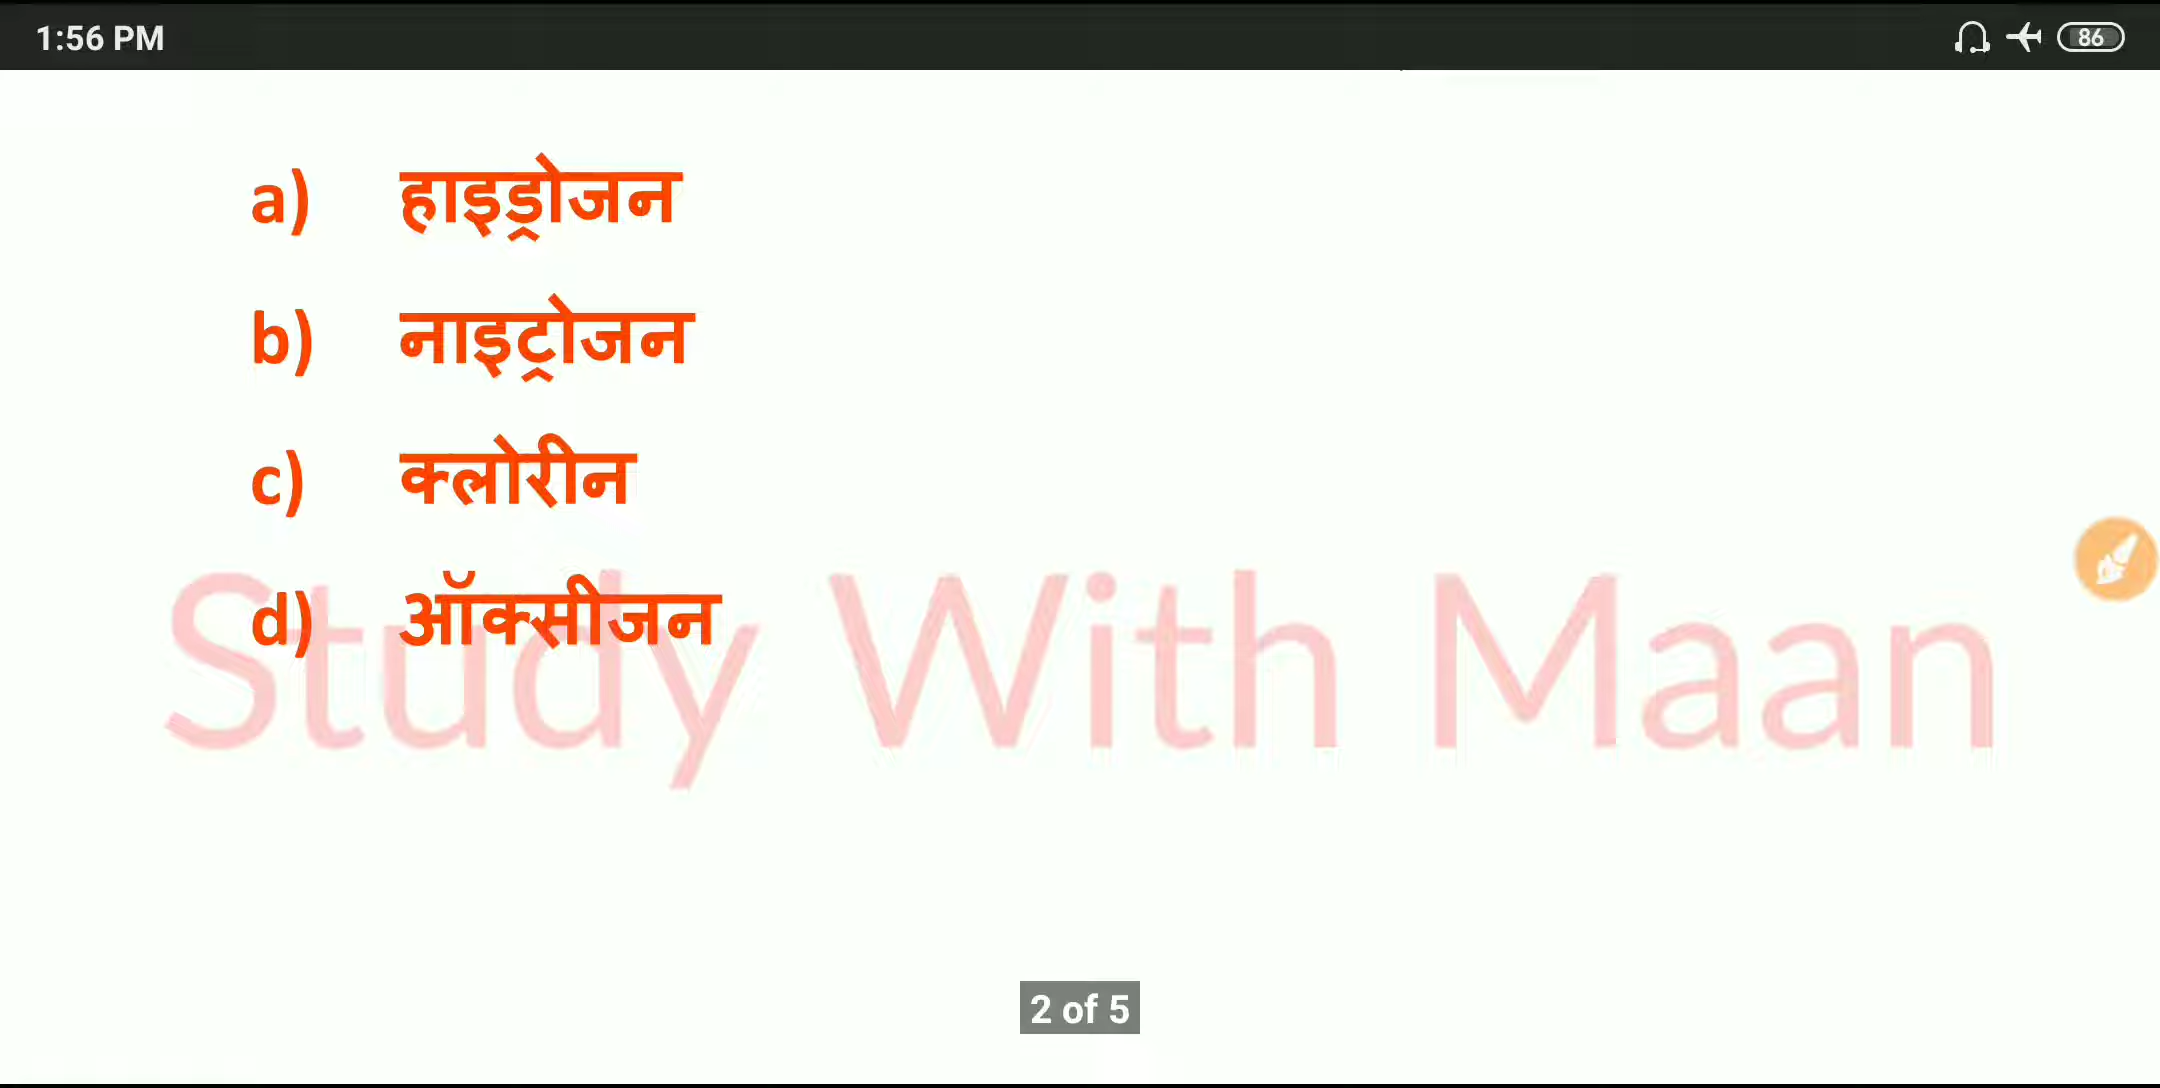 1:56 PM
86
a) हाइड्रोजन
b) नाइट्रोजन
c) क्लोरीन
d) ऑक्सीजन
Study With Maan
2 of 5